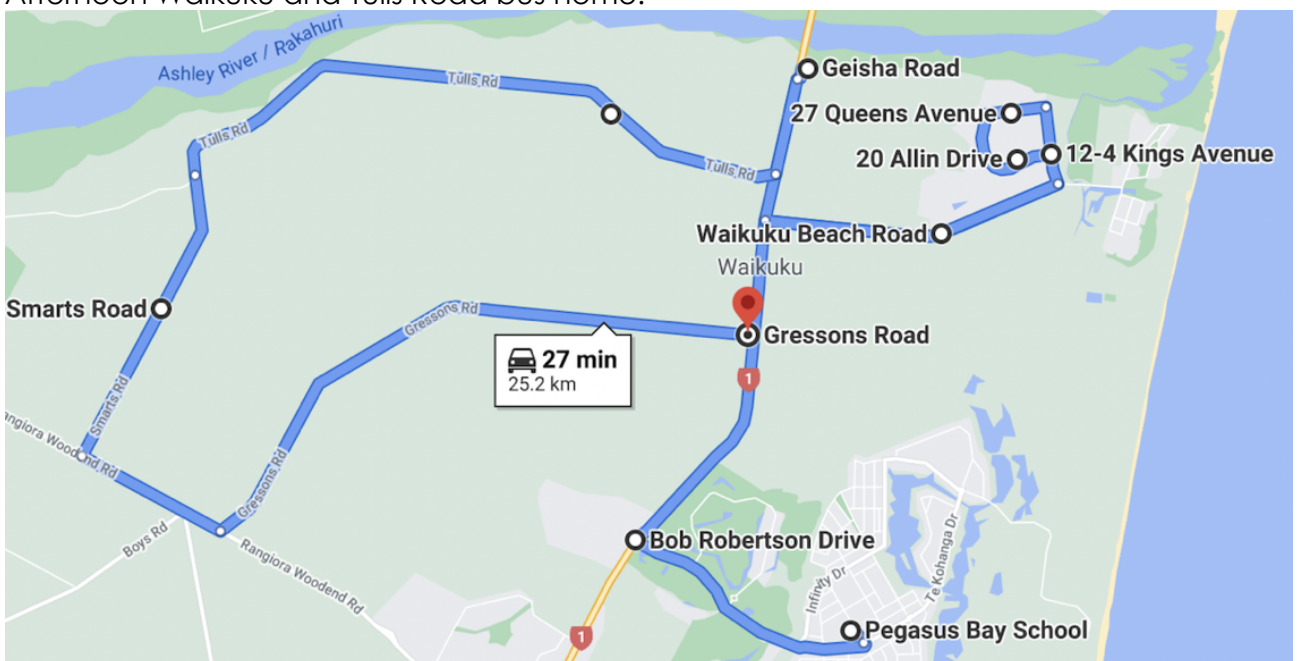 Afternoon Waikuku and Tulls Road bus home.
Ashley River / Rakahuri
Tulls Rd
Geisha Road
27 Queens Avenue
Tulls Rd
20 Allin Drive
12-4 Kings Avenue
Tulls Rd
Waikuku Beach Road
Waikuku
Smarts Road
Gressons Rd
Gressons Road
27 min
25.2 km
1
Smarts Rd
angiora Woodend Rd
Gressons Rd
Boys Rd
Bob Robertson Drive
Te Kohanga Dr
Rangiora Woodend Rd
Infinity Dr
1
Pegasus Bay School